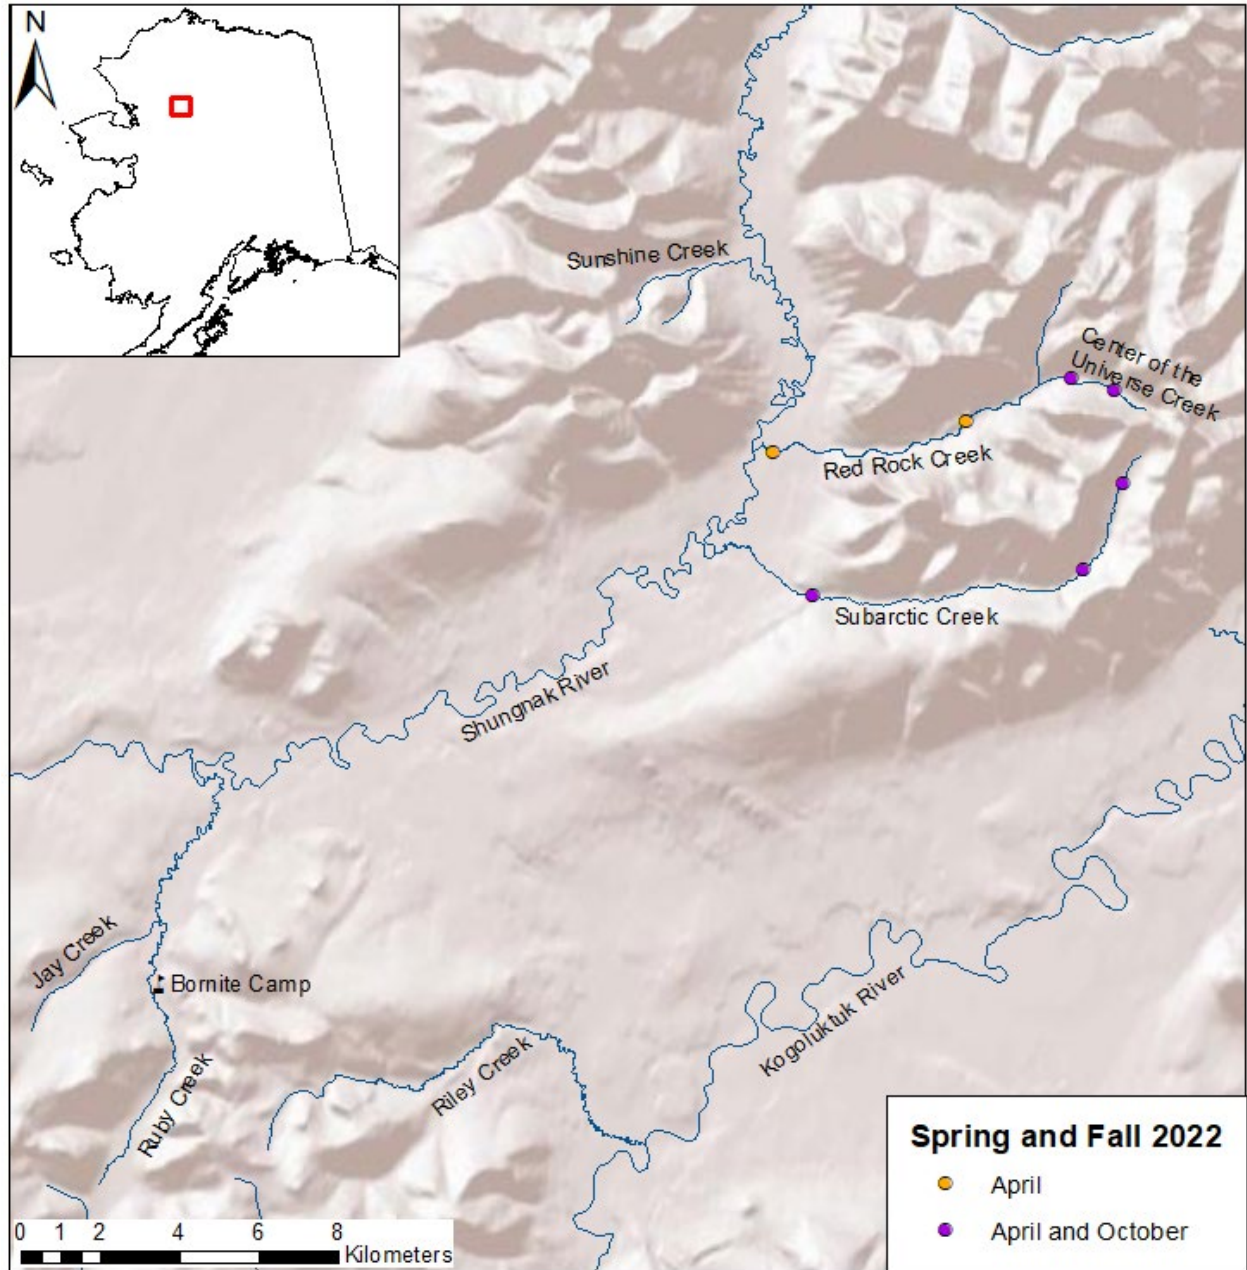 N
Sunshine Creek
Center of the
Universe Creek
Red Rock Creek
Subarctic Creek
Shungnak River
Jay Creek
Bornite Camp
Kogoluktuk River
Riley Creek
Ruby Creek
Spring and Fall 2022
April
April and October
0 1 2 4 6 8
Kilometers